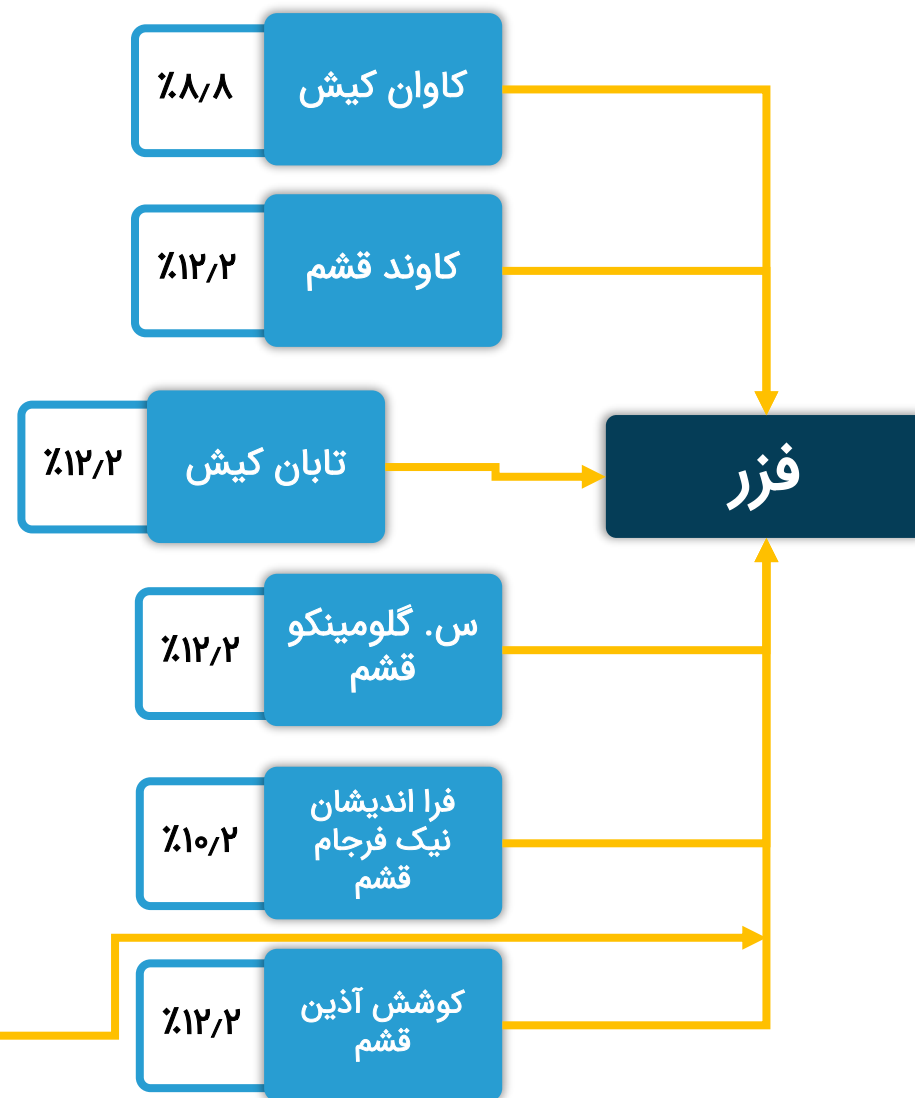 کاوان کیش
٪۸٫۸
کاوند قشم
٪۱۲٫۲
تابان کیش
٪۱۲٫۲
فزر
س. گلومینکو
قشم
٪۱۲٫۲
فرا اندیشان
نیک فرجام
قشم
٪۱۰٫۲
کوشش آذین
قشم
٪۱۲٫۲